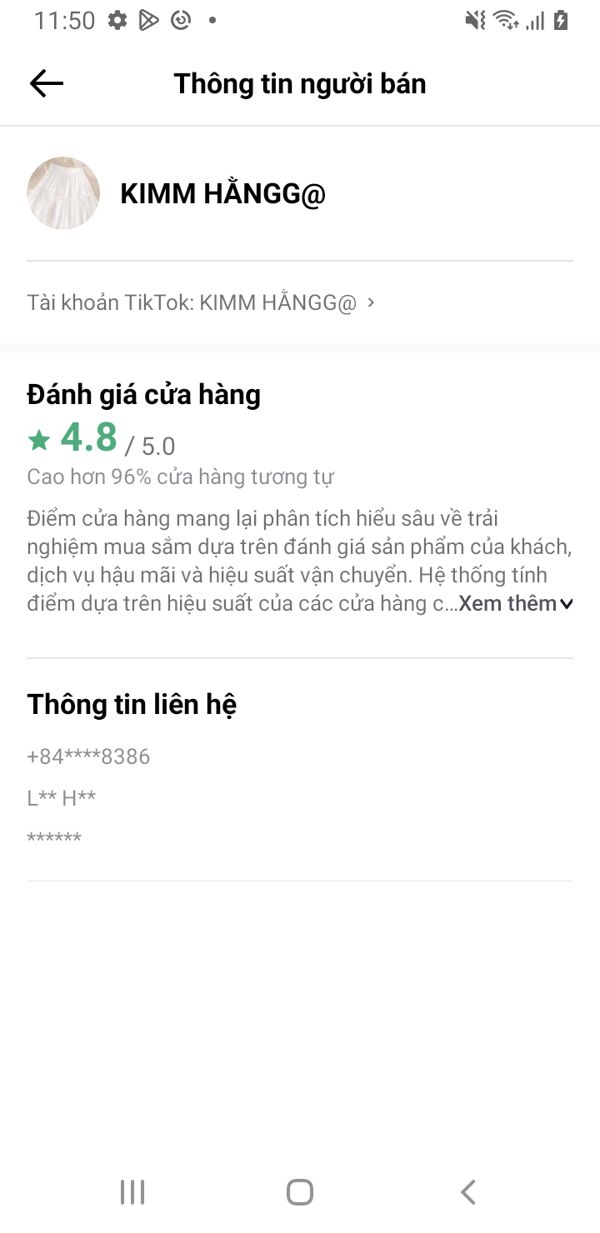 11:50
Thông tin người bán
KIMM HẰNGG@
Tài khoản TikTok: KIMM HẰNGG@ ›
Đánh giá cửa hàng
★ 4.8 / 5.0
Cao hơn 96% cửa hàng tương tự
Điểm cửa hàng mang lại phân tích hiểu sâu về trải
nghiệm mua sắm dựa trên đánh giá sản phẩm của khách,
dịch vụ hậu mãi và hiệu suất vận chuyển. Hệ thống tính
điểm dựa trên hiệu suất của các cửa hàng c...Xem thêm
Thông tin liên hệ
+84****8386
L** H**
******